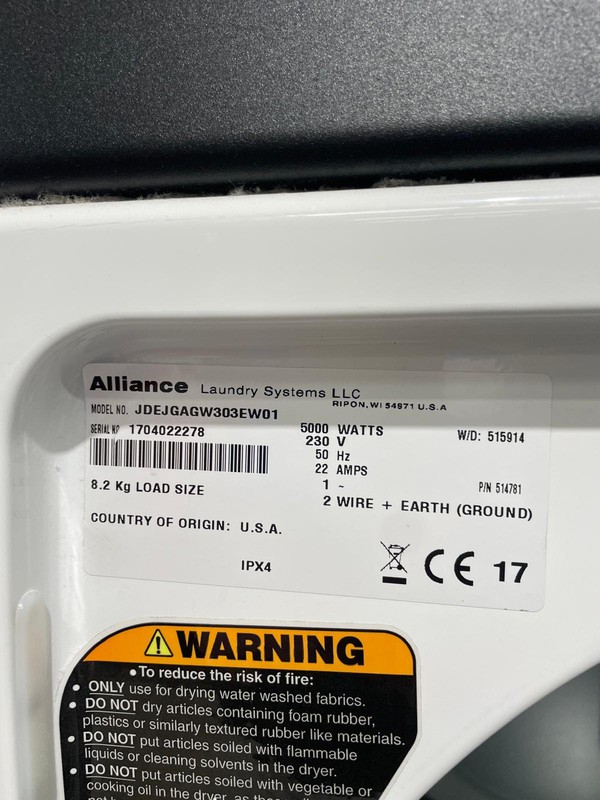 Alliance Laundry Systems LLC
RIPON, WI 54971 U.S.A
MODEL NO. JDEJGAGW303EW01
SERIAL Nº 1704022278
5000 WATTS
W/D: 515914
230 V
50 Hz
22 AMPS
8.2 Kg LOAD SIZE
1 ~
P/N 514781
2 WIRE + EARTH (GROUND)
COUNTRY OF ORIGIN: U.S.A.
IPX4
CE 17
WARNING
• To reduce the risk of fire:
• ONLY use for drying water washed fabrics.
• DO NOT dry articles containing foam rubber,
plastics or similarly textured rubber like materials.
• DO NOT put articles soiled with flammable
liquids or cleaning solvents in the dryer.
• DO NOT put articles soiled with vegetable or
cooking oil in the dryer, as